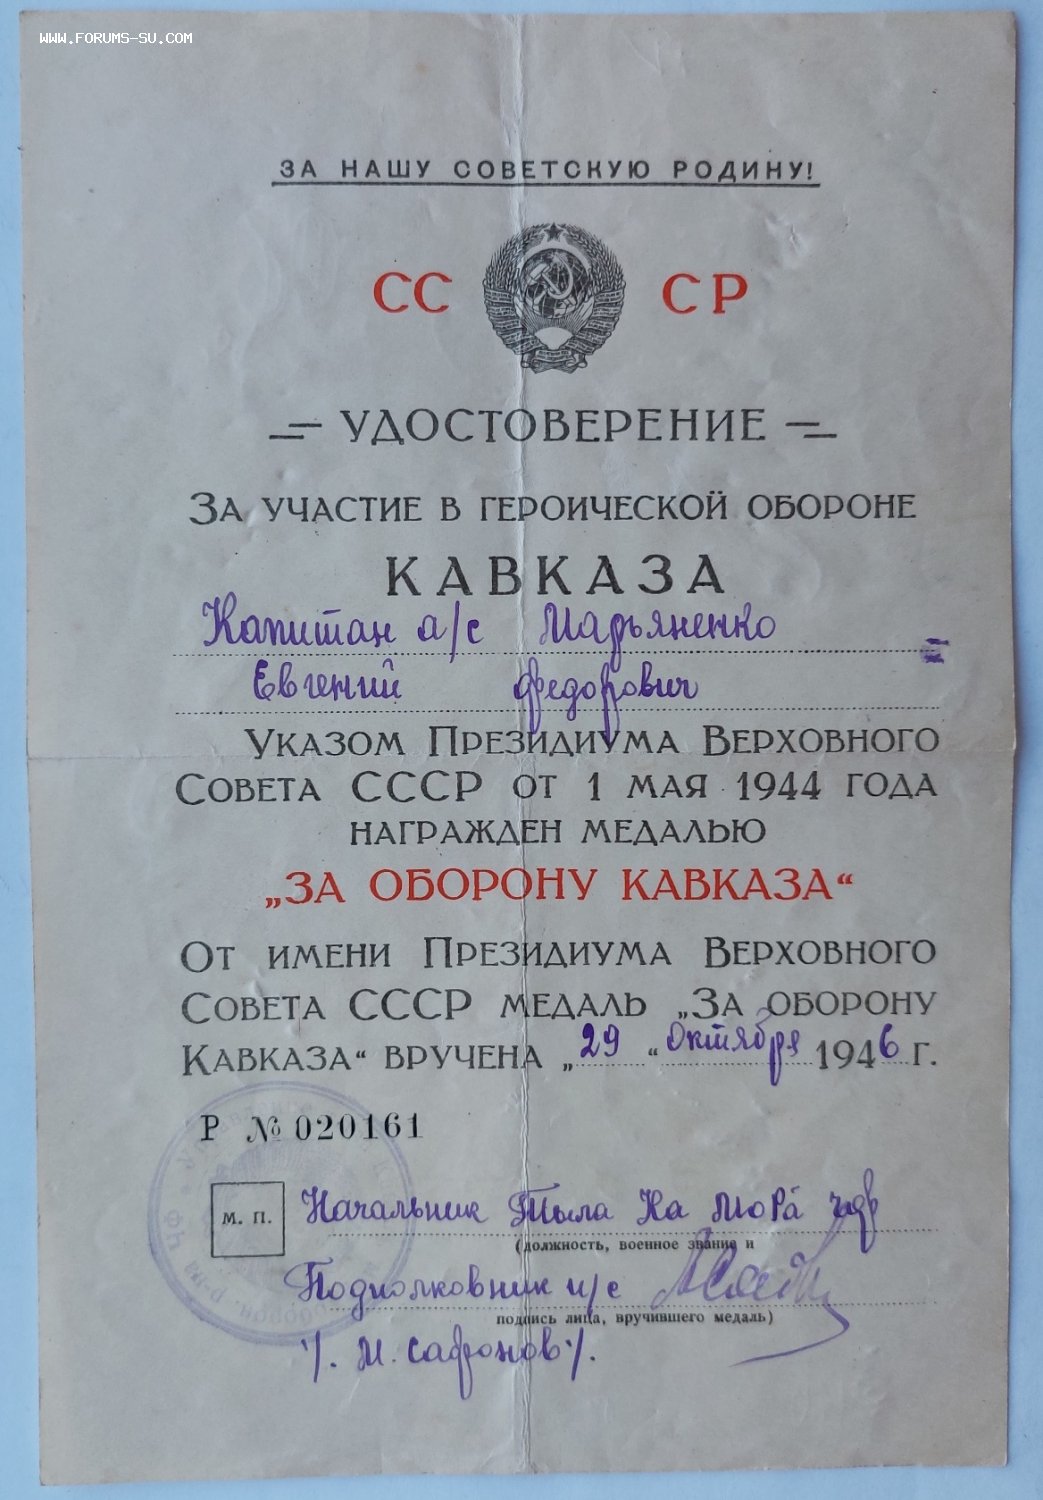 WWW.FORUMS-SU.COM
ЗА НАШУ СОВЕТСКУЮ РОДИНУ!
СС СР
УДОСТОВЕРЕНИЕ
ЗА УЧАСТИЕ В ГЕРОИЧЕСКОЙ ОБОРОНЕ
КАВКАЗА
Капитан а/с Марьяненко
Евгений Федорович
УКАЗОМ ПРЕЗИДИУМА ВЕРХОВНОГО
СОВЕТА СССР ОТ 1 МАЯ 1944 ГОДА
НАГРАЖДЕН МЕДАЛЬЮ
„ЗА ОБОРОНУ КАВКАЗА“
ОТ ИМЕНИ ПРЕЗИДИУМА ВЕРХОВНОГО
СОВЕТА СССР МЕДАЛЬ „ЗА ОБОРОНУ
КАВКАЗА“ ВРУЧЕНА „29“ Октября 1946 г.
Р № 020161
М. П.
Начальник Тыла Ка МОРа
(должность, военное звание и
Подполковник и/с
подпись лица, вручившего медаль)
/. М. Сафонов /.